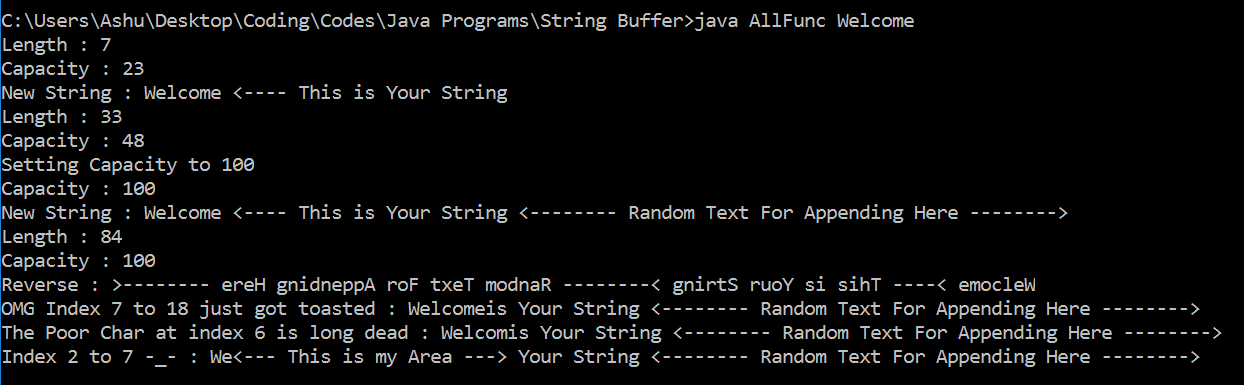 C:\Users\Ashu\Desktop\Coding\Codes\Java Programs\String Buffer>java AllFunc Welcome
Length : 7
Capacity : 23
New String : Welcome <---- This is Your String
Length : 33
Capacity : 48
Setting Capacity to 100
Capacity : 100
New String : Welcome <---- This is Your String <-------- Random Text For Appending Here -------->
Length : 84
Capacity : 100
Reverse : >-------- ereH gnidneppA roF txeT modnaR --------< gnirtS ruoY si sihT ----< emocleW
OMG Index 7 to 18 just got toasted : Welcomeis Your String <-------- Random Text For Appending Here -------->
The Poor Char at index 6 is long dead : Welcomis Your String <-------- Random Text For Appending Here -------->
Index 2 to 7 -_- : We<--- This is my Area ---> Your String <-------- Random Text For Appending Here -------->